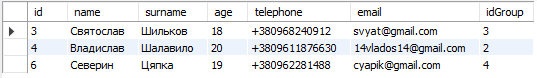 id name surname age telephone email idGroup
3 Святослав Шильков 18 +380968240912 svyat@gmail.com 3
4 Владислав Шалавило 20 +3809611876630 14vlados14@gmail.com 2
6 Северин Цяпка 19 +380962281488 cyapik@gmail.com 4